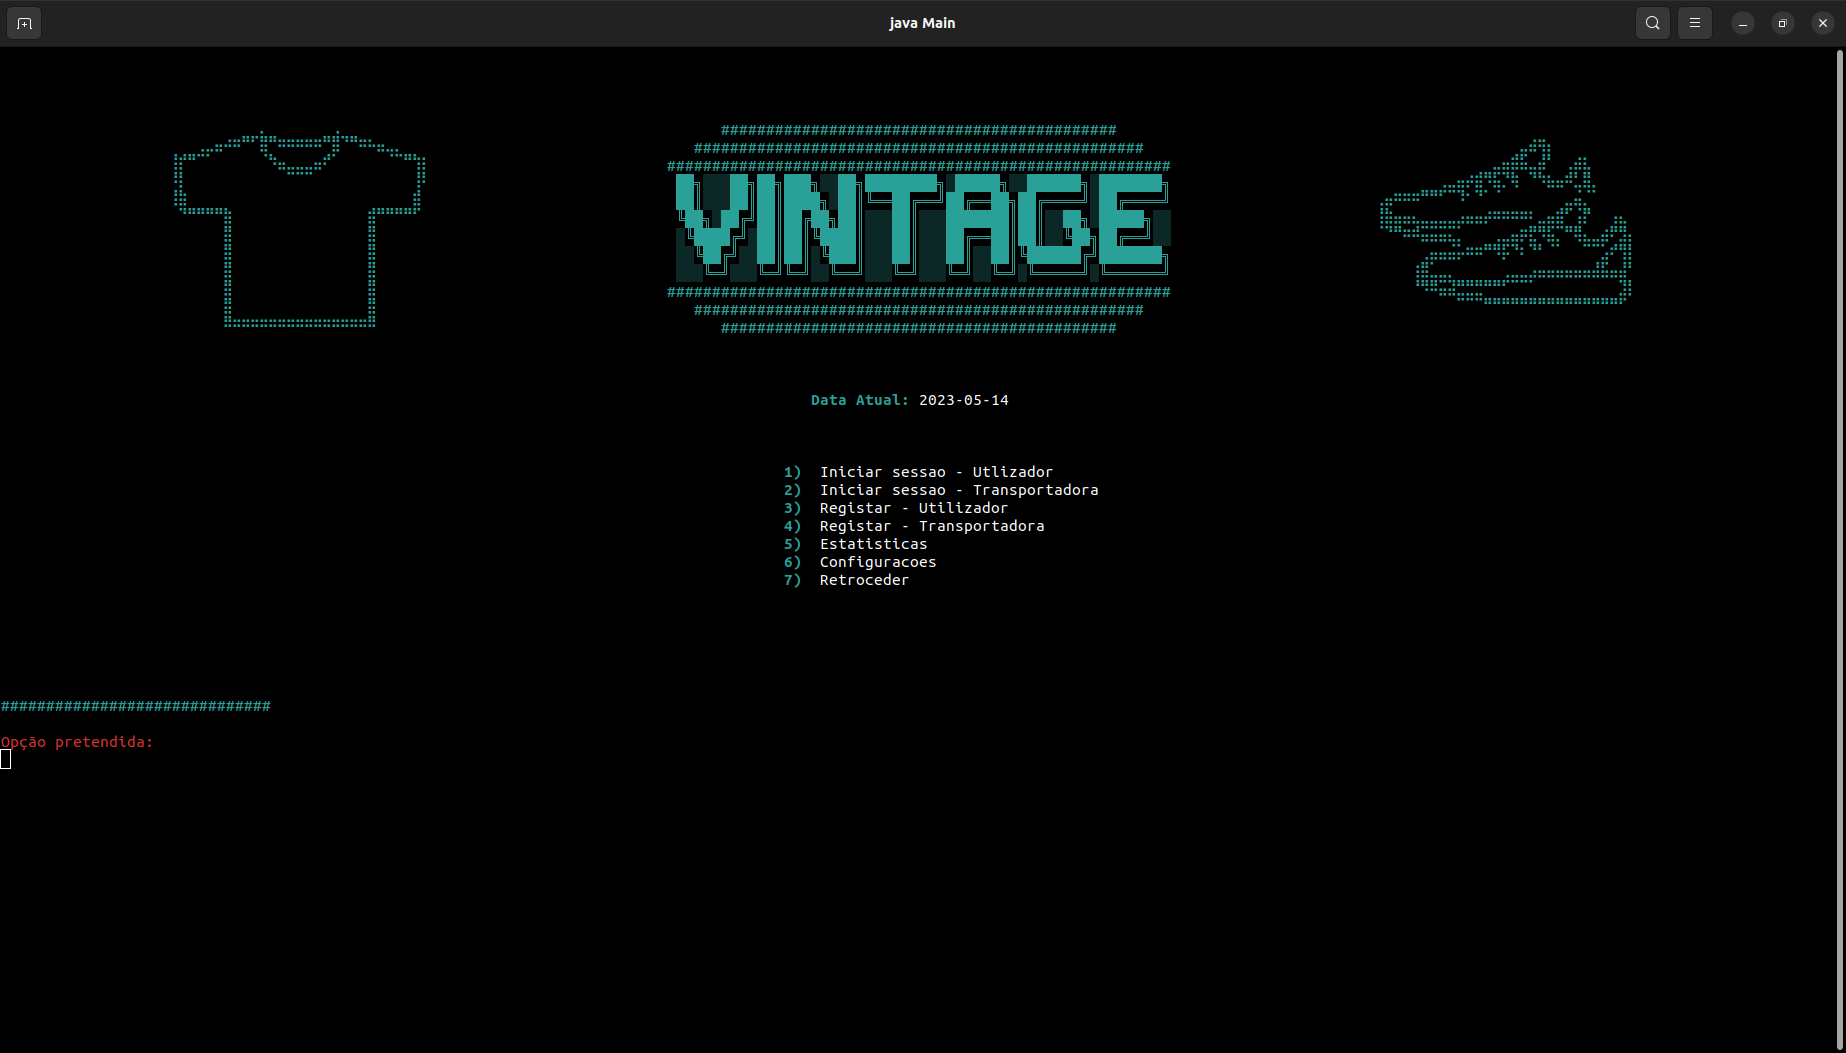 java Main
###########################################
#################################################
########################################################
VINTAGE
########################################################
#################################################
###########################################
Data Atual: 2023-05-14
1) Iniciar sessao - Utlizador
2) Iniciar sessao - Transportadora
3) Registar - Utilizador
4) Registar - Transportadora
5) Estatisticas
6) Configuracoes
7) Retroceder
##############################
Opção pretendida: